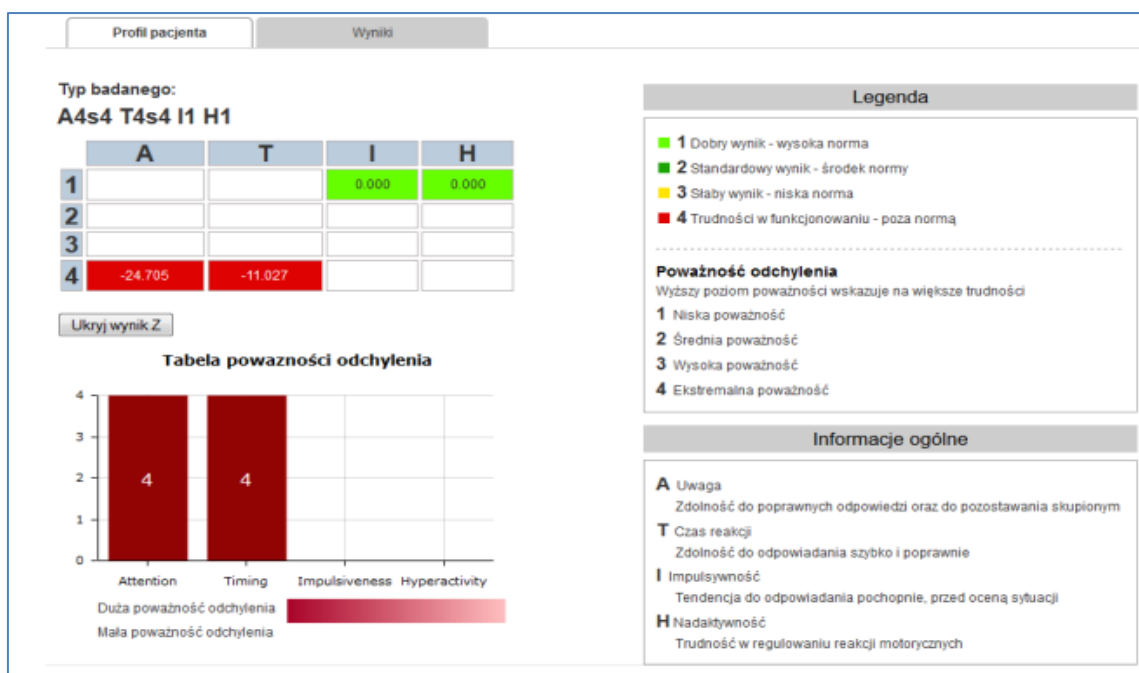 Profil pacjenta
Wyniki
Typ badanego:
A4s4 T4s4 I1 H1
A T I H
1 0.000 0.000
2
3
4 -24.705 -11.027
Ukryj wynik Z
Tabela powazności odchylenia
4
3
2
1
0
4 4
Attention Timing Impulsiveness Hyperactivity
Duża poważność odchylenia
Mała poważność odchylenia
Legenda
1 Dobry wynik - wysoka norma
2 Standardowy wynik - środek normy
3 Słaby wynik - niska norma
4 Trudności w funkcjonowaniu - poza normą
Poważność odchylenia
Wyższy poziom poważności wskazuje na większe trudności
1 Niska poważność
2 Średnia poważność
3 Wysoka poważność
4 Ekstremalna poważność
Informacje ogólne
A Uwaga
Zdolność do poprawnych odpowiedzi oraz do pozostawania skupionym
T Czas reakcji
Zdolność do odpowiadania szybko i poprawnie
I Impulsywność
Tendencja do odpowiadania pochopnie, przed oceną sytuacji
H Nadaktywność
Trudność w regulowaniu reakcji motorycznych